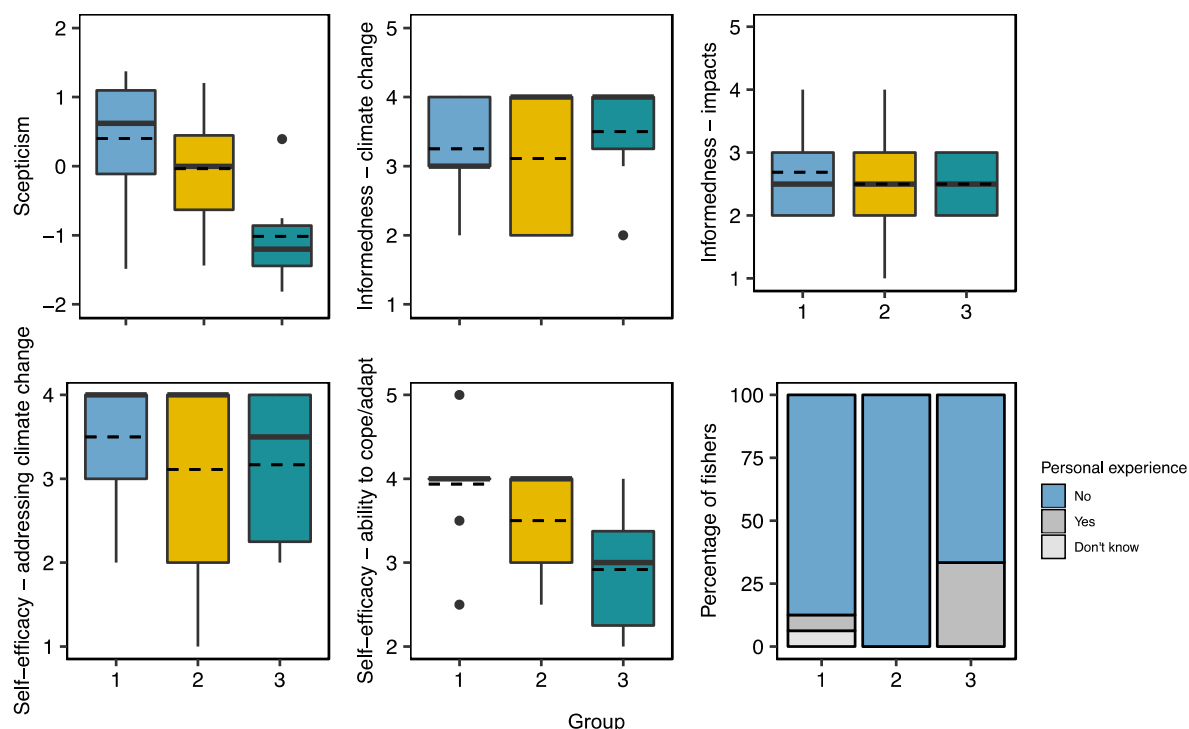 Scepticism
2
1
0
−1
−2
Informedness − climate change
5
4
3
2
1
Informedness − impacts
5
4
3
2
1
1 2 3
Self−efficacy − addressing climate change
4
3
2
1
1 2 3
Self−efficacy − ability to cope/adapt
5
4
3
2
1 2 3
Percentage of fishers
100
75
50
25
0
1 2 3
Personal experience
No
Yes
Don't know
Group